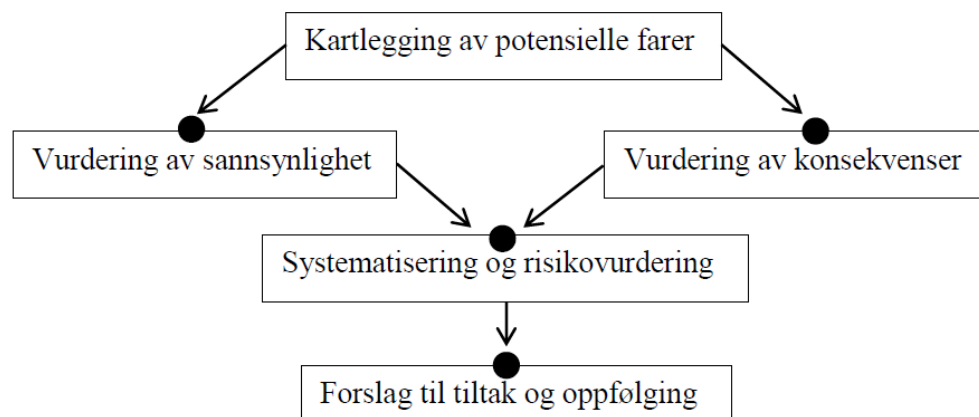 Kartlegging av potensielle farer
Vurdering av sannsynlighet
Vurdering av konsekvenser
Systematisering og risikovurdering
Forslag til tiltak og oppfølging